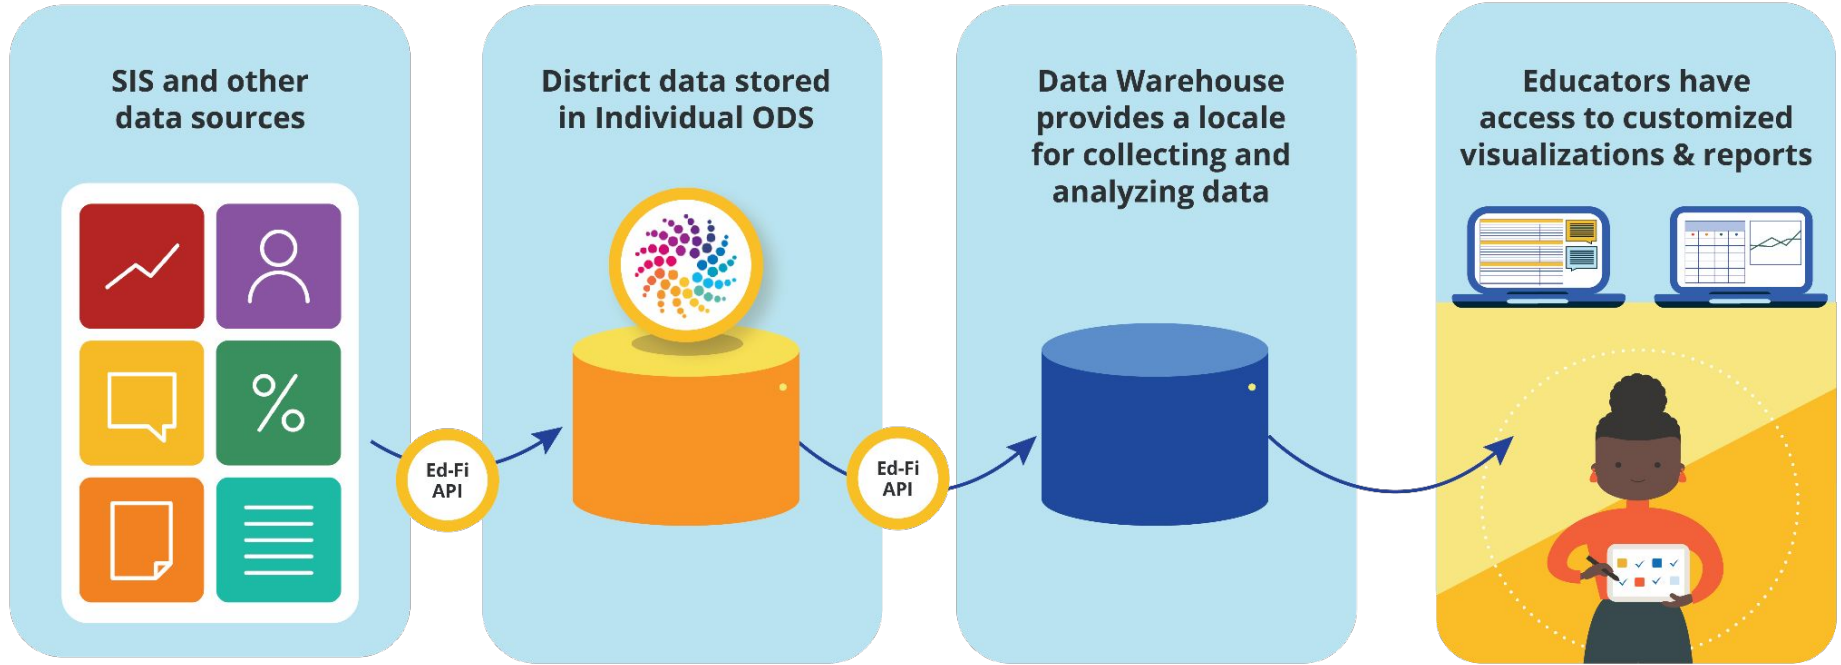 SIS and other
data sources
District data stored
in Individual ODS
Data Warehouse
provides a locale
for collecting and
analyzing data
Educators have
access to customized
visualizations & reports
%
Ed-Fi
API
Ed-Fi
API